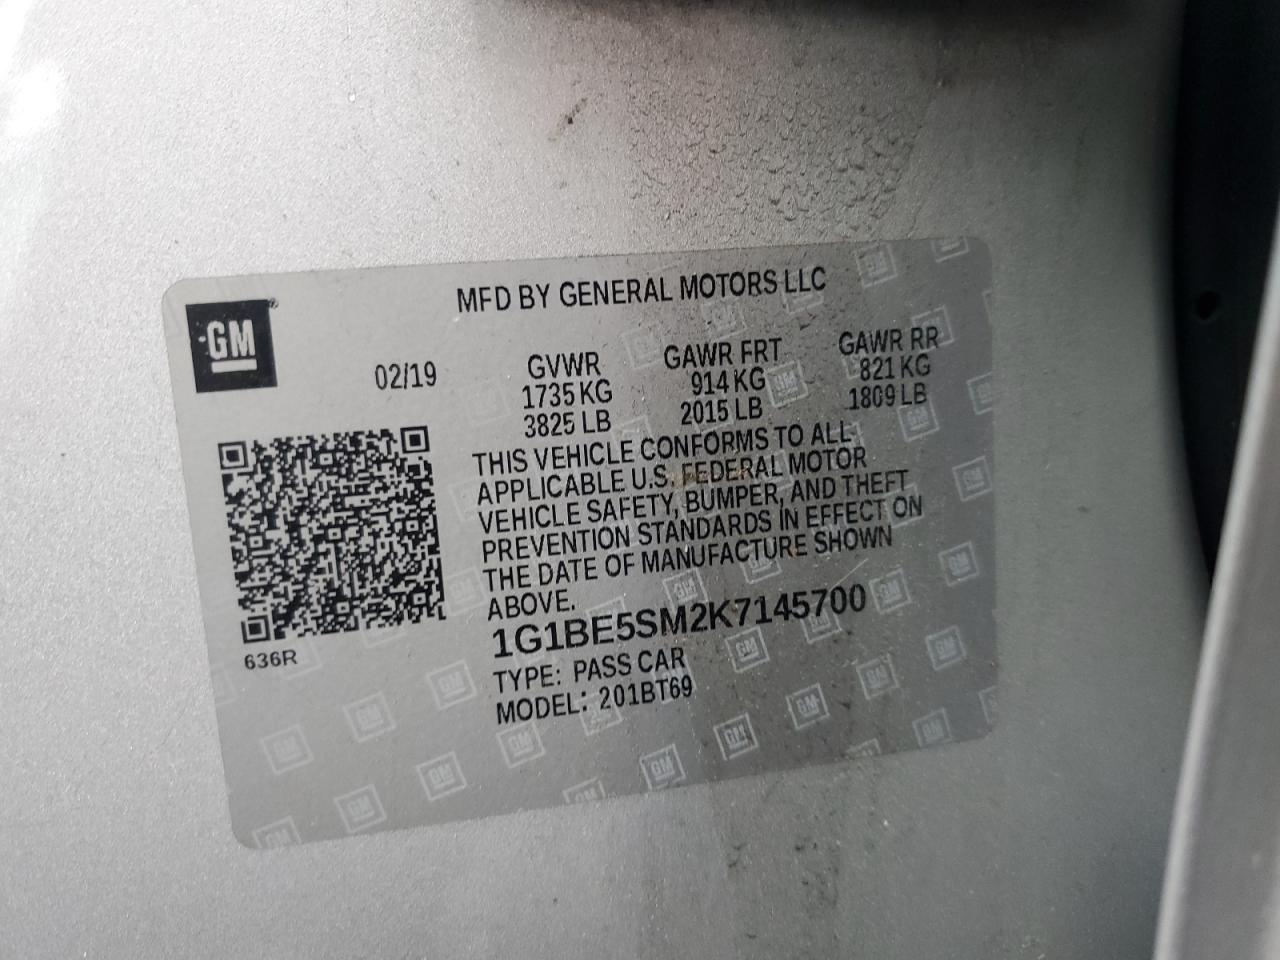 GM
MFD BY GENERAL MOTORS LLC
02/19
GVWR
1735 KG
3825 LB
GAWR FRT
914 KG
2015 LB
GAWR RR
821 KG
1809 LB
THIS VEHICLE CONFORMS TO ALL
APPLICABLE U.S. FEDERAL MOTOR
VEHICLE SAFETY, BUMPER, AND THEFT
PREVENTION STANDARDS IN EFFECT ON
THE DATE OF MANUFACTURE SHOWN
ABOVE.
1G1BE5SM2K7145700
TYPE: PASS CAR
MODEL: 201BT69
636R